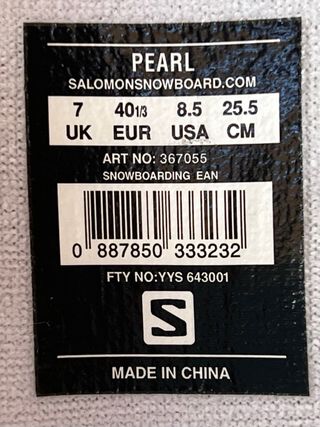 PEARL
SALOMONSNOWBOARD.COM
7 40 1/3 8.5 25.5
UK EUR USA CM
ART NO: 367055
SNOWBOARDING EAN
0 887850 333232
FTY NO:YYS 643001
S
MADE IN CHINA